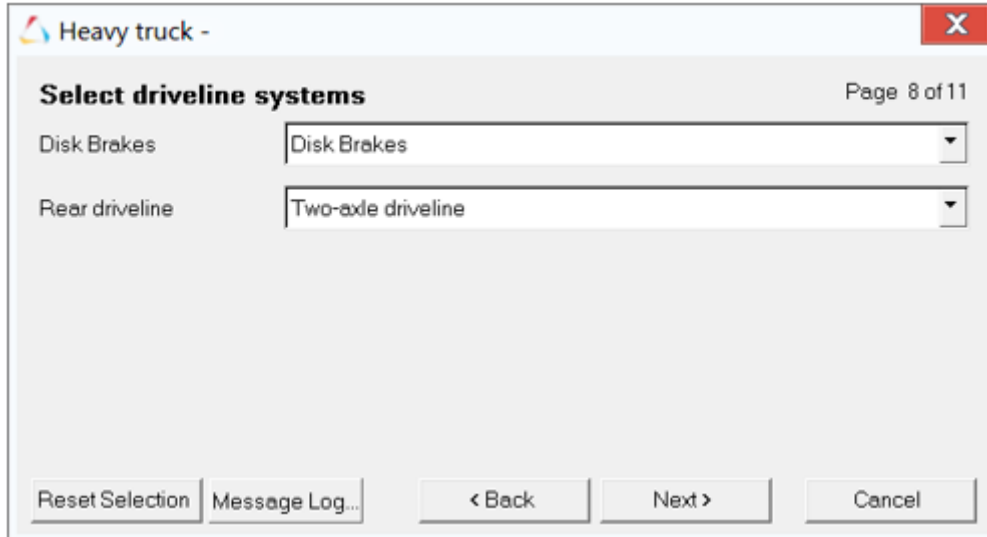 Heavy truck -
X
Select driveline systems
Page 8 of 11
Disk Brakes
Disk Brakes
Rear driveline
Two-axle driveline
Reset Selection
Message Log...
< Back
Next >
Cancel